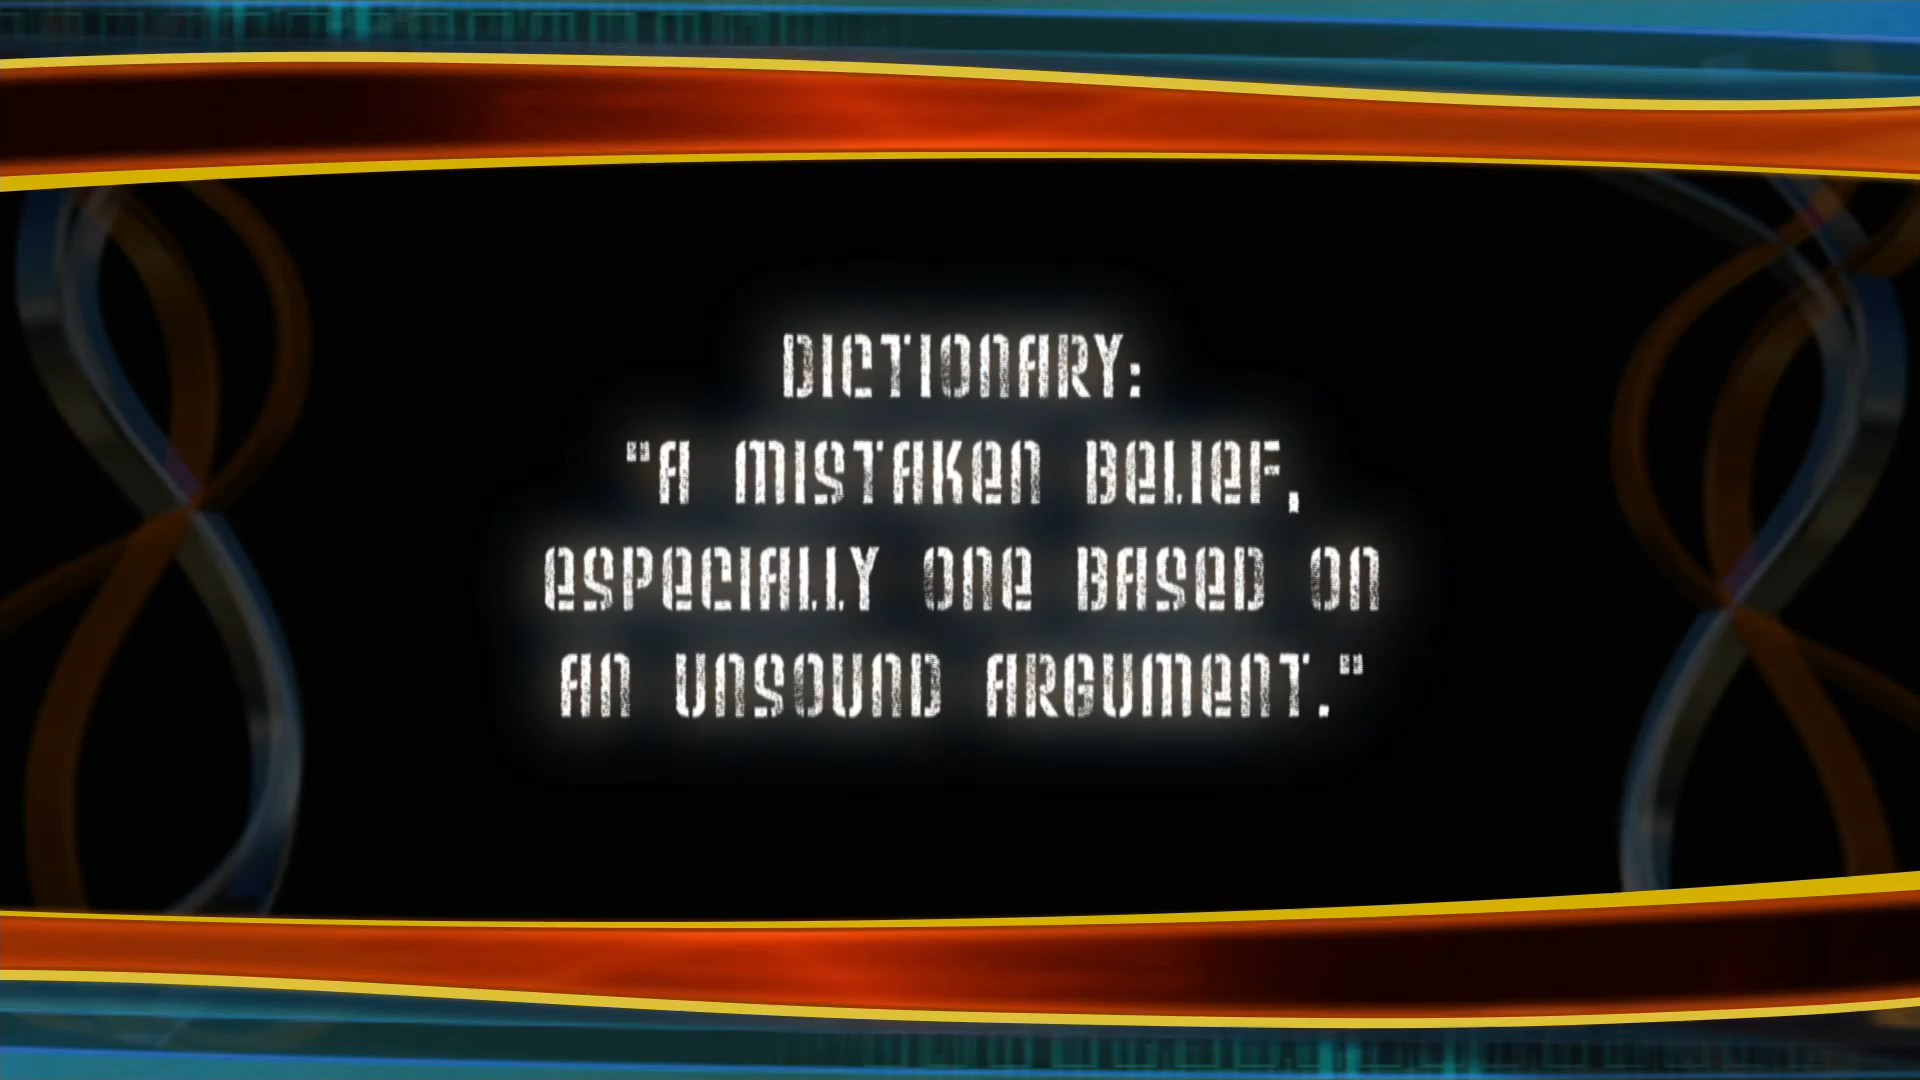 DICTIONARY:
"A MISTAKEN BELIEF,
ESPECIALLY ONE BASED ON
AN UNSOUND ARGUMENT."